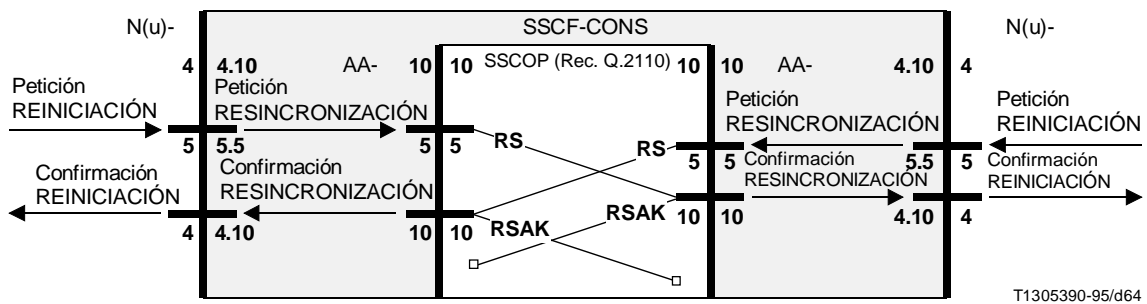 N(u)- SSCF-CONS N(u)-
4 4.10 AA- 10 10 SSCOP (Rec. Q.2110) 10 10 AA- 4.10 4
Petición
REINICIACIÓN
Petición
RESINCRONIZACIÓN
Petición
RESINCRONIZACIÓN
Petición
REINICIACIÓN
5 5.5 5 5 RS RS 5 5 5.5 5
Confirmación
REINICIACIÓN
Confirmación
RESINCRONIZACIÓN
Confirmación
RESINCRONIZACIÓN
Confirmación
REINICIACIÓN
4 4.10 10 10 RSAK RSAK 10 10 4.10 4
T1305390-95/d64